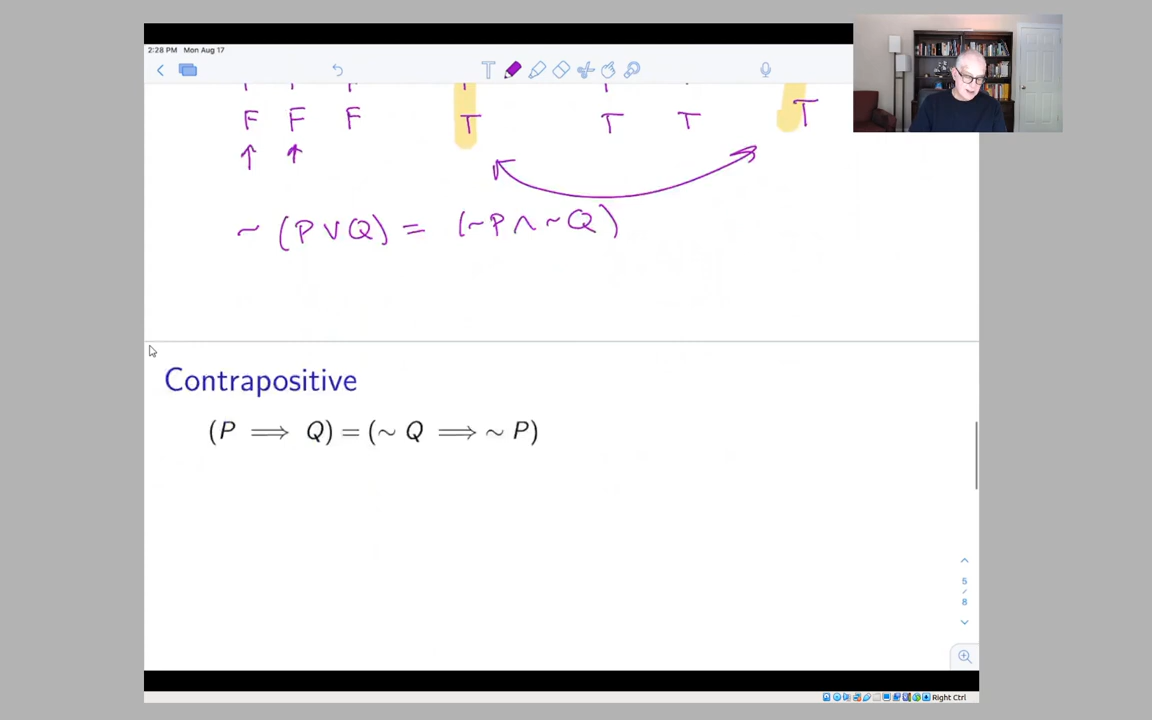 2:28 PM Mon Aug 17
T
F F F T T T T
~ (P ∨ Q) = (~P ∧ ~Q)
Contrapositive
(P ⟹ Q) = (∼ Q ⟹∼ P)
5
/
8
Right Ctrl